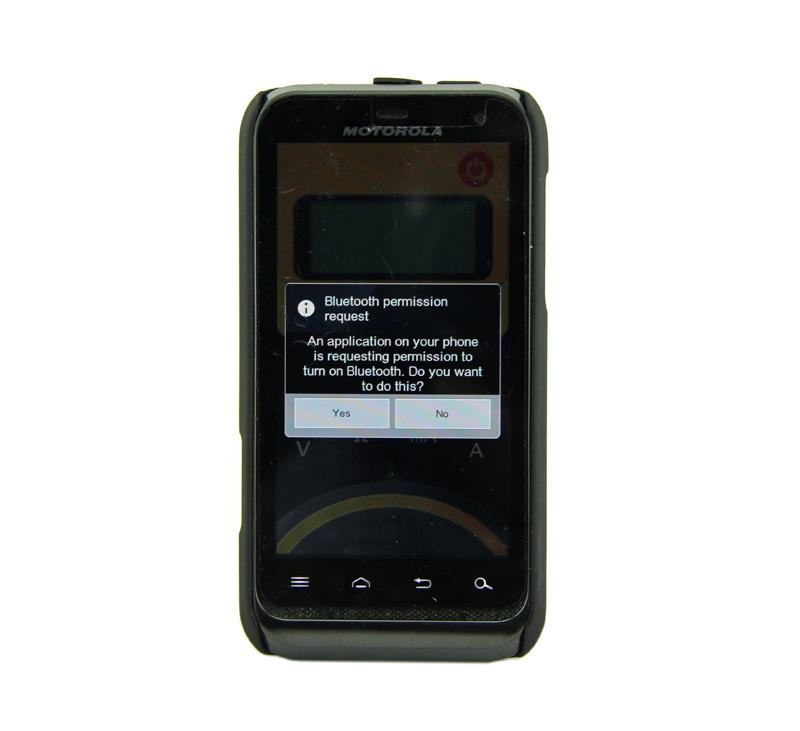 MOTOROLA
Bluetooth permission
request
An application on your phone
is requesting permission to
turn on Bluetooth. Do you want
to do this?
Yes No
V Ω mA A